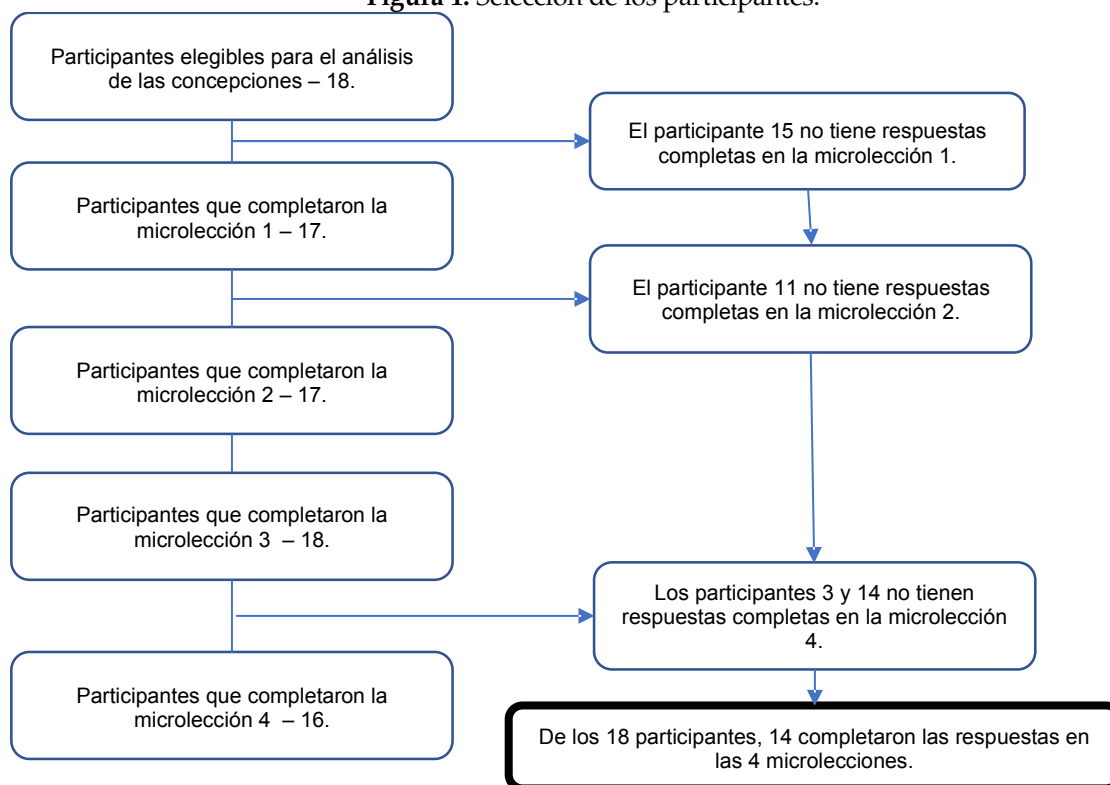 Figura 1. Selección de los participantes.
Participantes elegibles para el análisis
de las concepciones – 18.
El participante 15 no tiene respuestas
completas en la microlección 1.
Participantes que completaron la
microlección 1 – 17.
El participante 11 no tiene respuestas
completas en la microlección 2.
Participantes que completaron la
microlección 2 – 17.
Participantes que completaron la
microlección 3 – 18.
Los participantes 3 y 14 no tienen
respuestas completas en la microlección
4.
Participantes que completaron la
microlección 4 – 16.
De los 18 participantes, 14 completaron las respuestas en
las 4 microlecciones.